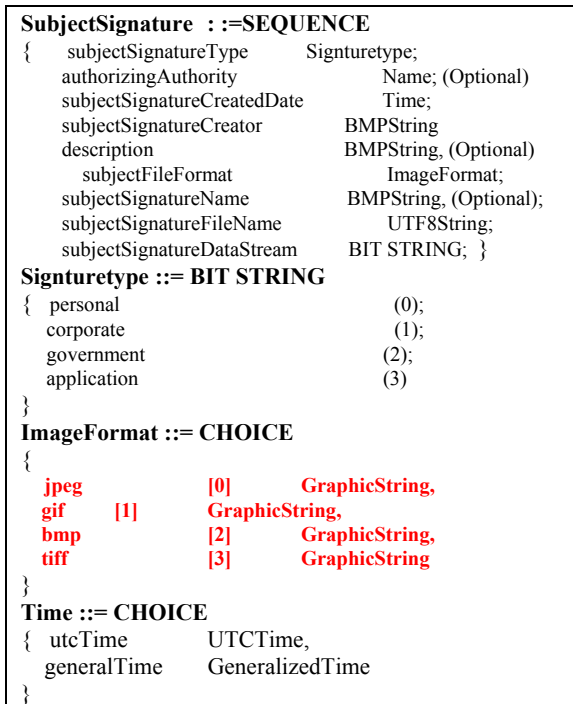 SubjectSignature : :=SEQUENCE
{ subjectSignatureType Signturetype;
authorizingAuthority Name; (Optional)
subjectSignatureCreatedDate Time;
subjectSignatureCreator BMPString
description BMPString, (Optional)
subjectFileFormat ImageFormat;
subjectSignatureName BMPString, (Optional);
subjectSignatureFileName UTF8String;
subjectSignatureDataStream BIT STRING; }
Signturetype ::= BIT STRING
{ personal (0);
corporate (1);
government (2);
application (3)
}
ImageFormat ::= CHOICE
{
jpeg [0] GraphicString,
gif [1] GraphicString,
bmp [2] GraphicString,
tiff [3] GraphicString
}
Time ::= CHOICE
{ utcTime UTCTime,
generalTime GeneralizedTime
}